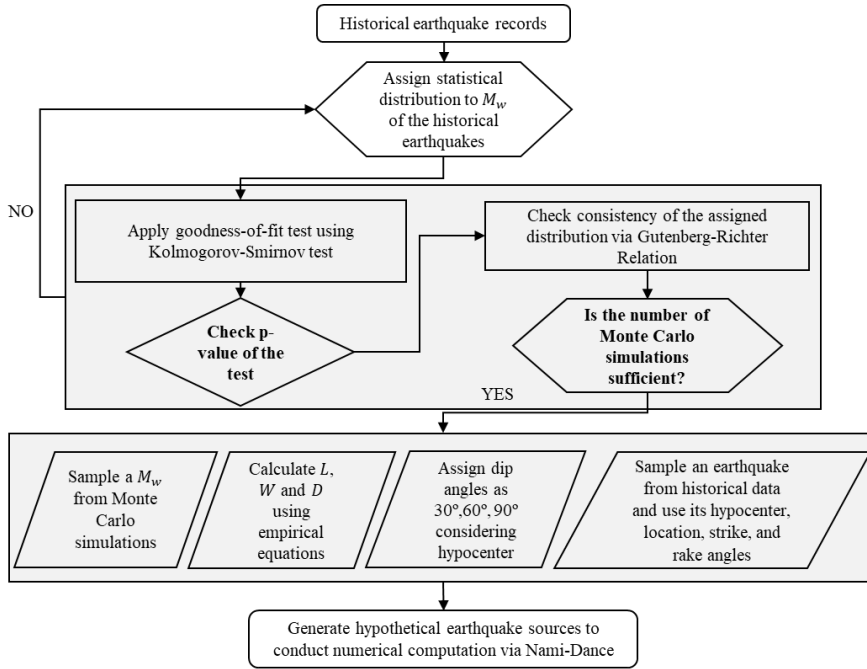 Historical earthquake records
Assign statistical
distribution to M_w
of the historical
earthquakes
NO
Apply goodness-of-fit test using
Kolmogorov-Smirnov test
Check consistency of the assigned
distribution via Gutenberg-Richter
Relation
Check p-
value of the
test
Is the number of
Monte Carlo
simulations
sufficient?
YES
Sample a M_w
from Monte
Carlo
simulations
Calculate L,
W and D
using
empirical
equations
Assign dip
angles as
30°,60°,90°
considering
hypocenter
Sample an earthquake
from historical data
and use its hypocenter,
location, strike, and
rake angles
Generate hypothetical earthquake sources to
conduct numerical computation via Nami-Dance